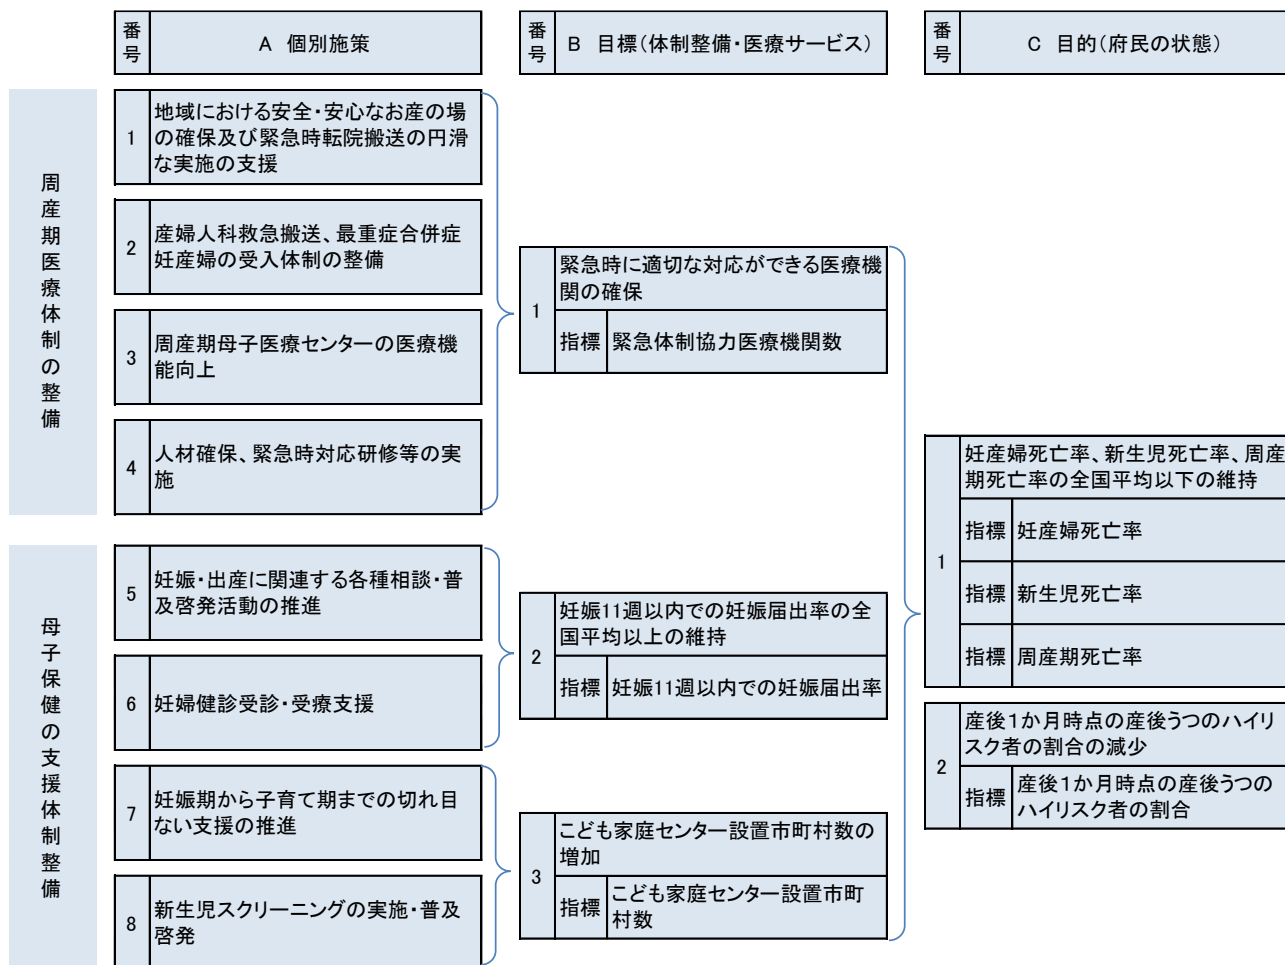 番
号
A 個別施策
番
号
B 目標(体制整備・医療サービス)
番
号
C 目的(府民の状態)
周産期医療体制の整備
1
地域における安全・安心なお産の場
の確保及び緊急時転院搬送の円滑
な実施の支援
2
産婦人科救急搬送、最重症合併症
妊産婦の受入体制の整備
3
周産期母子医療センターの医療機
能向上
4
人材確保、緊急時対応研修等の実
施
母子保健の支援体制整備
5
妊娠・出産に関連する各種相談・普
及啓発活動の推進
6
妊婦健診受診・受療支援
7
妊娠期から子育て期までの切れ目
ない支援の推進
8
新生児スクリーニングの実施・普及
啓発
1
緊急時に適切な対応ができる医療機
関の確保
指標
緊急体制協力医療機関数
2
妊娠11週以内での妊娠届出率の全
国平均以上の維持
指標
妊娠11週以内での妊娠届出率
3
こども家庭センター設置市町村数の
増加
指標
こども家庭センター設置市町
村数
1
妊産婦死亡率、新生児死亡率、周産
期死亡率の全国平均以下の維持
指標
妊産婦死亡率
指標
新生児死亡率
指標
周産期死亡率
2
産後1か月時点の産後うつのハイリ
スク者の割合の減少
指標
産後1か月時点の産後うつの
ハイリスク者の割合